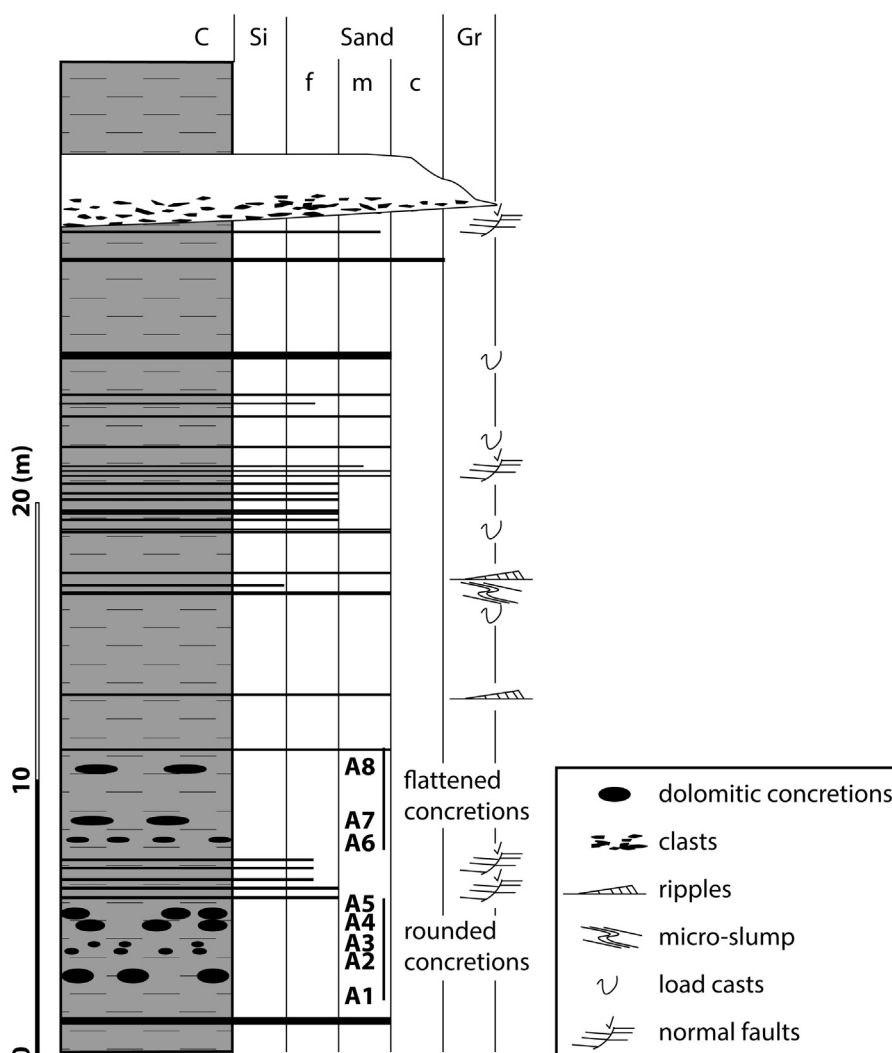 C Si Sand Gr
f m c
20 (m)
10
0
A8
A7
A6
flattened
concretions
A5
A4
A3
A2
A1
rounded
concretions
dolomitic concretions
clasts
ripples
micro-slump
load casts
normal faults